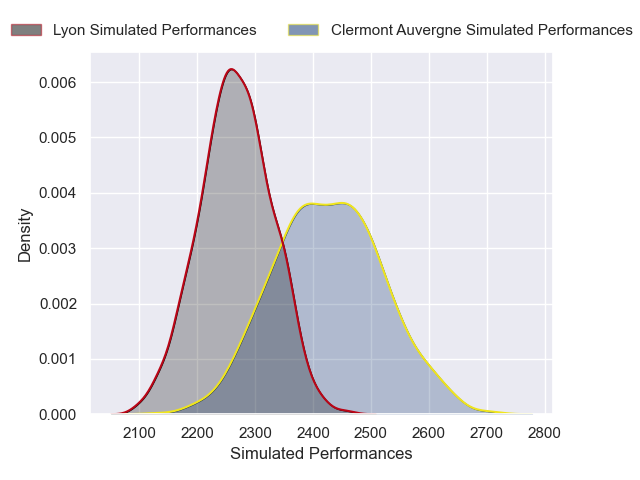 Lyon Simulated Performances Clermont Auvergne Simulated Performances
0.006
0.005
0.004
0.003
0.002
0.001
0.000
Density
2100 2200 2300 2400 2500 2600 2700 2800
Simulated Performances